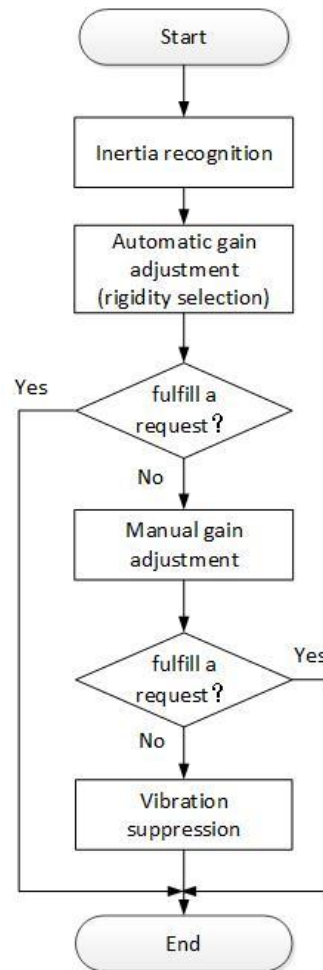 Start
Inertia recognition
Automatic gain
adjustment
(rigidity selection)
Yes
fulfill a
request？
No
Manual gain
adjustment
fulfill a
request？
Yes
No
Vibration
suppression
End